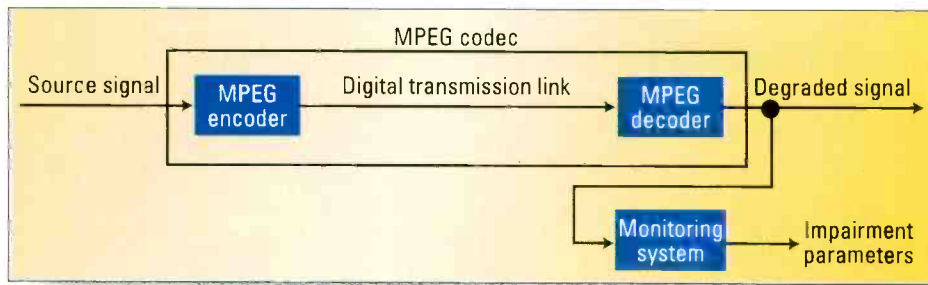 MPEG codec
Source signal
MPEG
encoder
Digital transmission link
MPEG
decoder
Degraded signal
Monitoring
system
Impairment
parameters